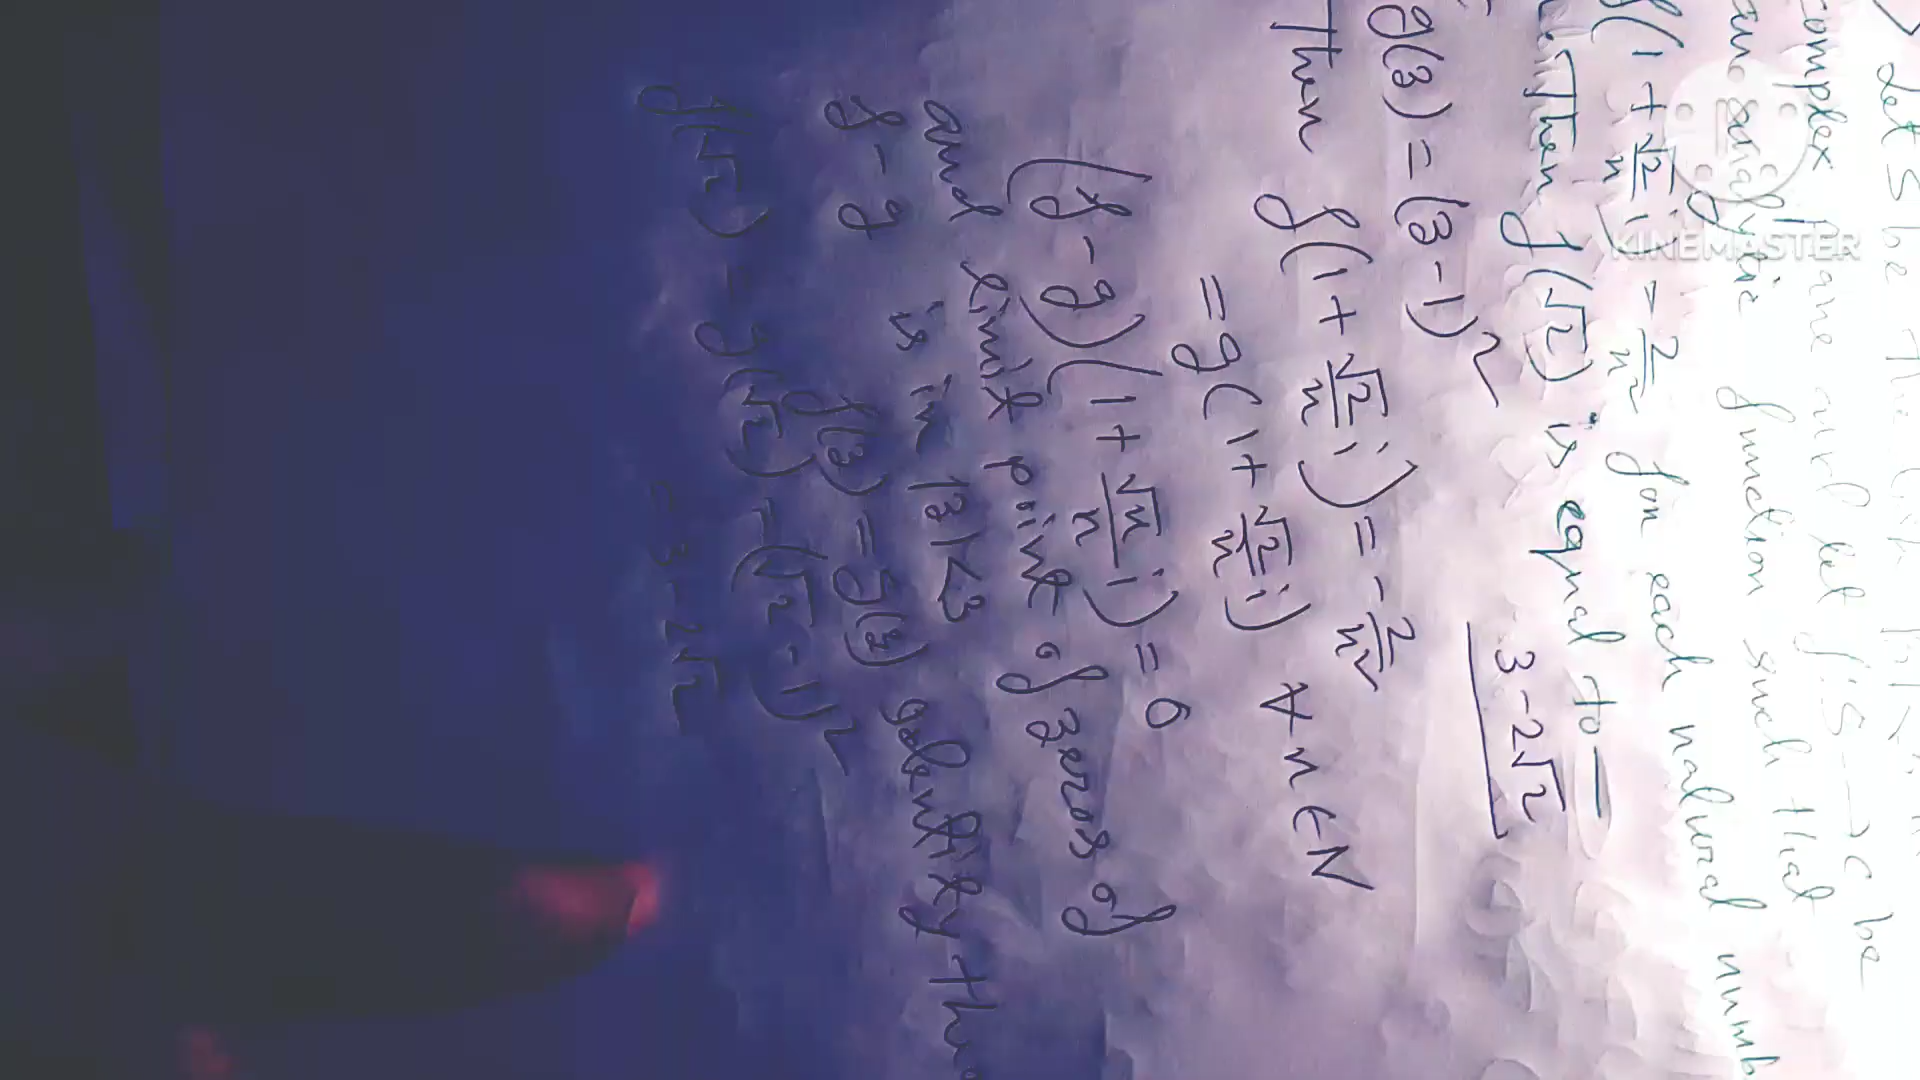 Let S be the disk |z| <
complex plane and let f: S → C be
an analytic function such that
f(1 + √2/n i) = -2/n² for each natural numb
Then f(√2) is equal to —
3-2√2
g(z) = (z-1)²
Then f(1 + √2/n i) = -2/n²
= g(1 + √2/n i) ∀ n ∈ N
(f-g)(1 + √n/n i) = 0
and limit point of zeros of
f-g is in |z|<3
f(z) = g(z) identity the
f(√2) = g(√2) = (√2-1)²
= 3-2√2
KINEMASTER